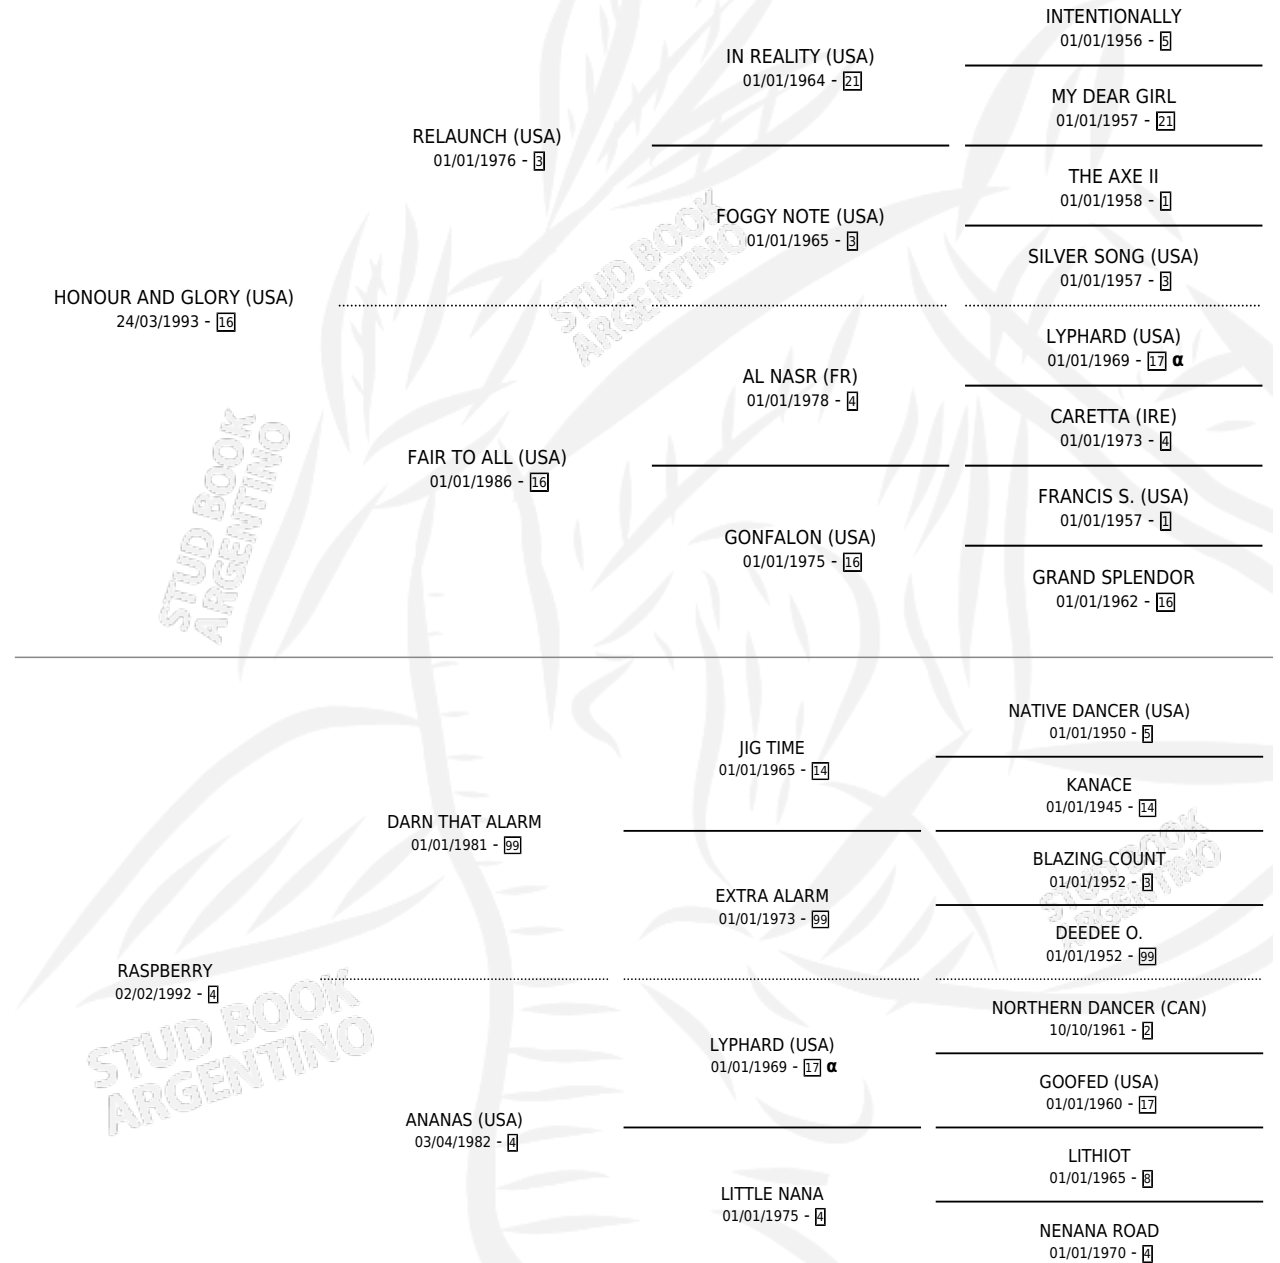 INTENTIONALLY
01/01/1956 - 5
IN REALITY (USA)
01/01/1964 - 21
MY DEAR GIRL
01/01/1957 - 21
RELAUNCH (USA)
01/01/1976 - 3
THE AXE II
01/01/1958 - 1
FOGGY NOTE (USA)
01/01/1965 - 3
SILVER SONG (USA)
01/01/1957 - 3
HONOUR AND GLORY (USA)
24/03/1993 - 16
LYPHARD (USA)
01/01/1969 - 17 α
AL NASR (FR)
01/01/1978 - 4
CARETTA (IRE)
01/01/1973 - 4
FAIR TO ALL (USA)
01/01/1986 - 16
FRANCIS S. (USA)
01/01/1957 - 1
GONFALON (USA)
01/01/1975 - 16
GRAND SPLENDOR
01/01/1962 - 16
NATIVE DANCER (USA)
01/01/1950 - 5
JIG TIME
01/01/1965 - 14
KANACE
01/01/1945 - 14
DARN THAT ALARM
01/01/1981 - 99
BLAZING COUNT
01/01/1952 - 3
EXTRA ALARM
01/01/1973 - 99
DEEDEE O.
01/01/1952 - 99
RASPBERRY
02/02/1992 - 4
NORTHERN DANCER (CAN)
10/10/1961 - 2
LYPHARD (USA)
01/01/1969 - 17 α
GOOFED (USA)
01/01/1960 - 17
ANANAS (USA)
03/04/1982 - 4
LITHIOT
01/01/1965 - 8
LITTLE NANA
01/01/1975 - 4
NENANA ROAD
01/01/1970 - 4
STUD BOOK
ARGENTINO
STUD BOOK
ARGENTINO
STUD BOOK
ARGENTINO
STUD BOOK
ARGENTINO